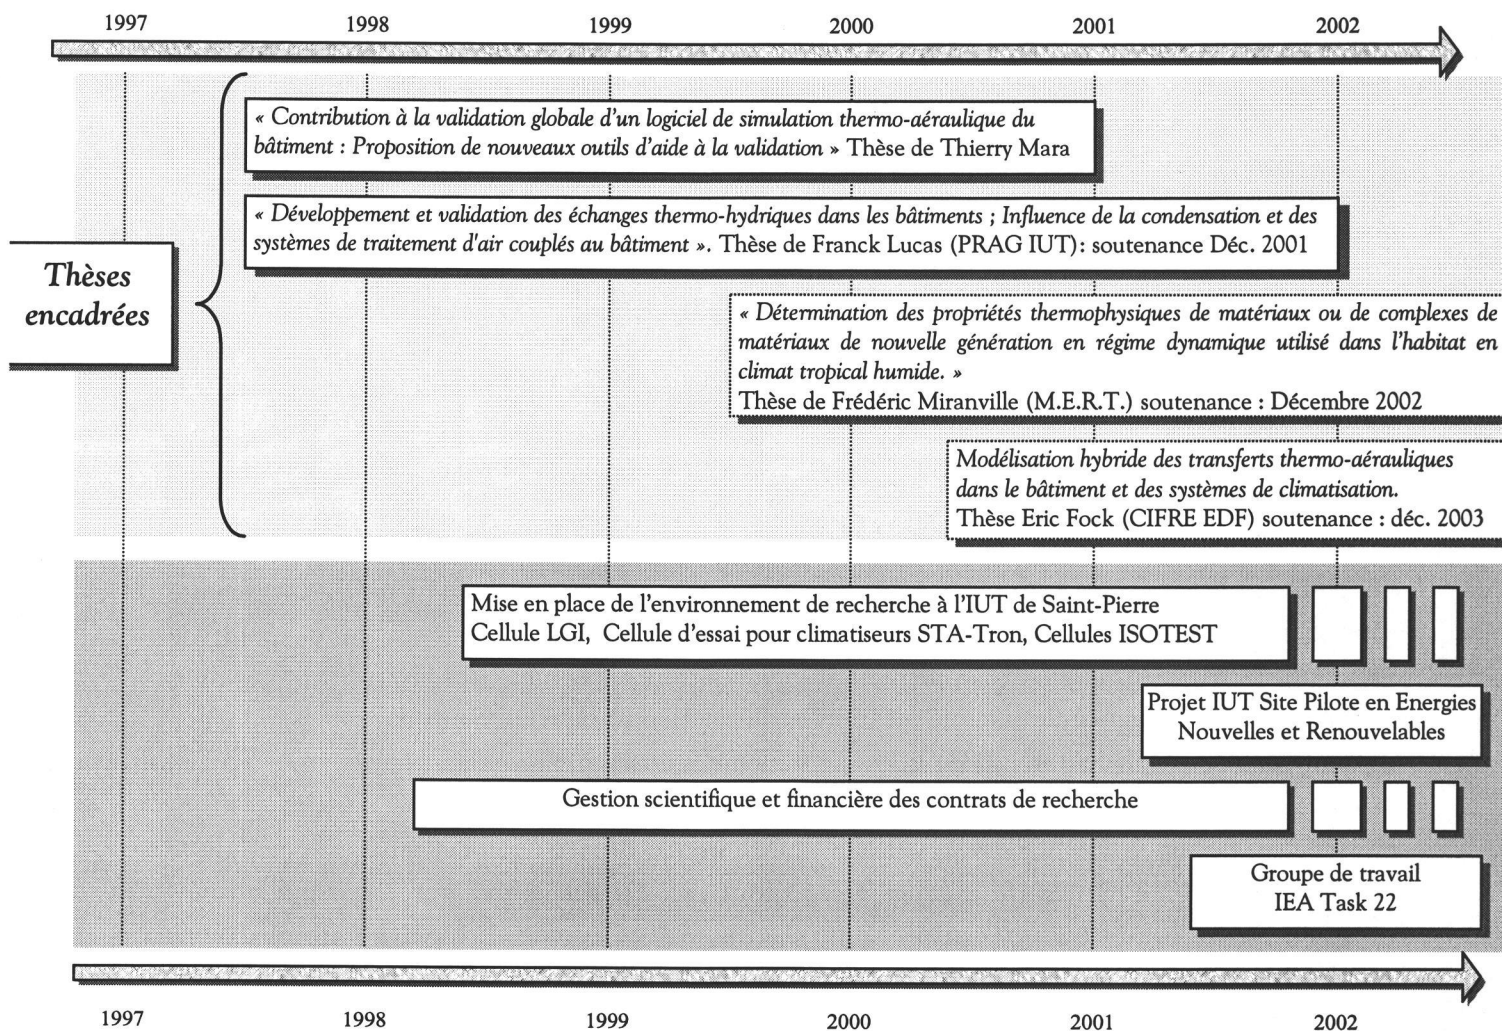 1997 1998 1999 2000 2001 2002
« Contribution à la validation globale d'un logiciel de simulation thermo-aéraulique du
bâtiment : Proposition de nouveaux outils d'aide à la validation » Thèse de Thierry Mara
« Développement et validation des échanges thermo-hydriques dans les bâtiments ; Influence de la condensation et des
systèmes de traitement d'air couplés au bâtiment ». Thèse de Franck Lucas (PRAG IUT): soutenance Déc. 2001
Thèses
encadrées
« Détermination des propriétés thermophysiques de matériaux ou de complexes de
matériaux de nouvelle génération en régime dynamique utilisé dans l'habitat en
climat tropical humide. »
Thèse de Frédéric Miranville (M.E.R.T.) soutenance : Décembre 2002
Modélisation hybride des transferts thermo-aérauliques
dans le bâtiment et des systèmes de climatisation.
Thèse Eric Fock (CIFRE EDF) soutenance : déc. 2003
Mise en place de l'environnement de recherche à l'IUT de Saint-Pierre
Cellule LGI, Cellule d'essai pour climatiseurs STA-Tron, Cellules ISOTEST
Projet IUT Site Pilote en Energies
Nouvelles et Renouvelables
Gestion scientifique et financière des contrats de recherche
Groupe de travail
IEA Task 22
1997 1998 1999 2000 2001 2002